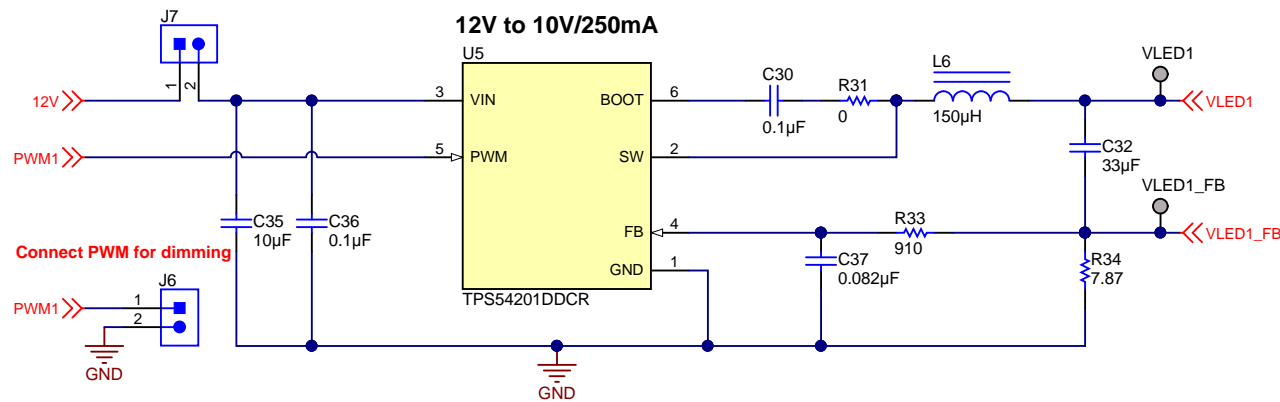 12V to 10V/250mA
J7
1
2
12V
PWM1
U5
VIN
3
PWM
5
BOOT
6
SW
2
FB
4
GND
1
TPS54201DDCR
C30
0.1µF
R31
0
L6
150µH
VLED1
VLED1
C32
33µF
VLED1_FB
VLED1_FB
R33
910
R34
7.87
C37
0.082µF
C35
10µF
C36
0.1µF
Connect PWM for dimming
J6
PWM1
1
2
GND
GND